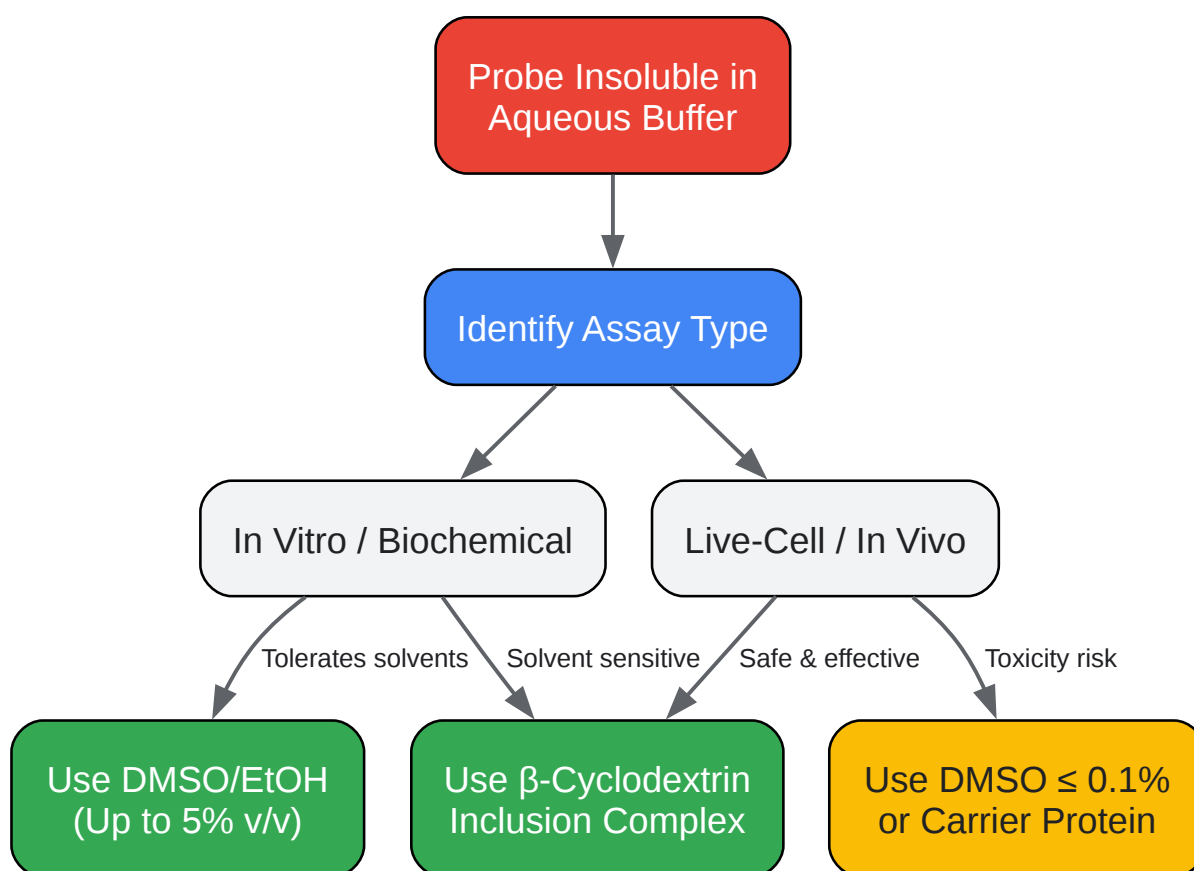 Probe Insoluble in
Aqueous Buffer
Identify Assay Type
In Vitro / Biochemical
Live-Cell / In Vivo
Tolerates solvents
Solvent sensitive
Safe & effective
Toxicity risk
Use DMSO/EtOH
(Up to 5% v/v)
Use β-Cyclodextrin
Inclusion Complex
Use DMSO ≤ 0.1%
or Carrier Protein